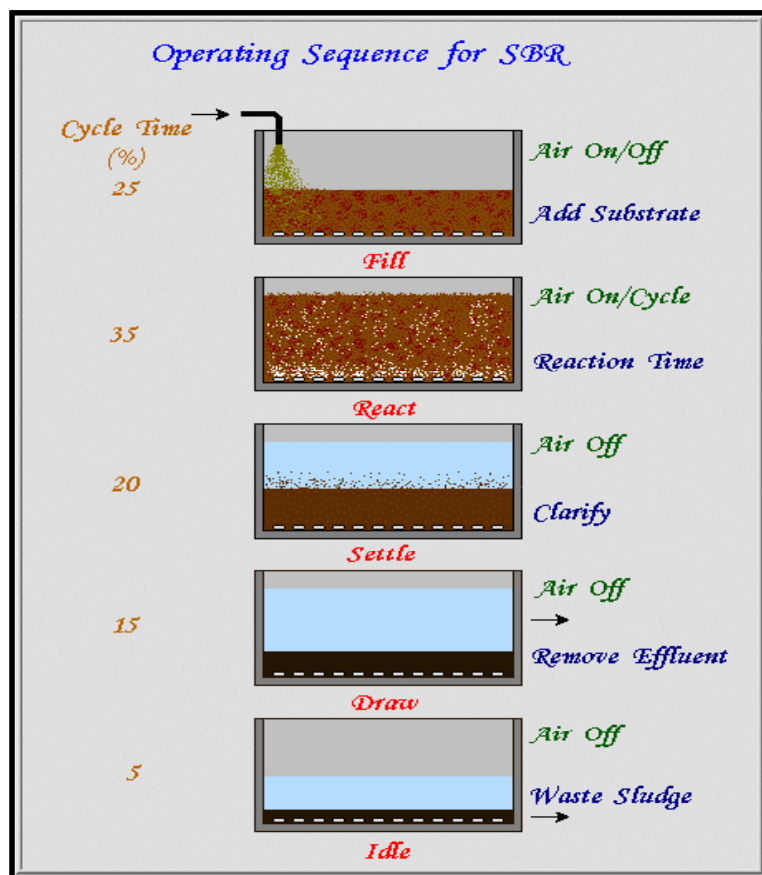 Operating Sequence for SBR
Cycle Time
(%)
25
Air On/Off
Add Substrate
Fill
35
Air On/Cycle
Reaction Time
React
20
Air Off
Clarify
Settle
15
Air Off
Remove Effluent
Draw
5
Air Off
Waste Sludge
Idle